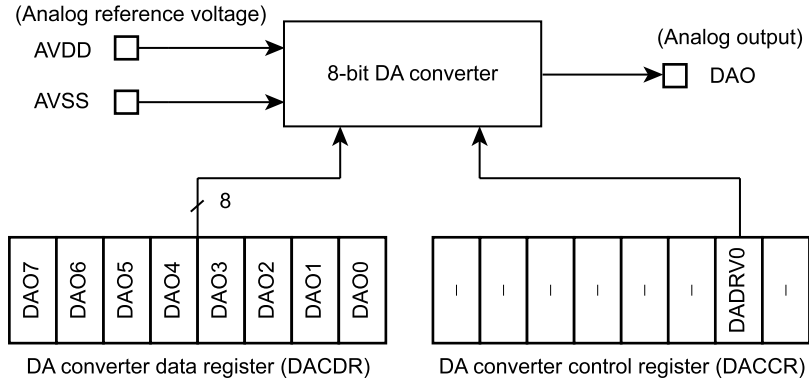 (Analog reference voltage)
AVDD
AVSS
8-bit DA converter
(Analog output)
DAO
8
DAO7 DAO6 DAO5 DAO4 DAO3 DAO2 DAO1 DAO0
– – – – – – DADRV0 –
DA converter data register (DACDR)
DA converter control register (DACCR)